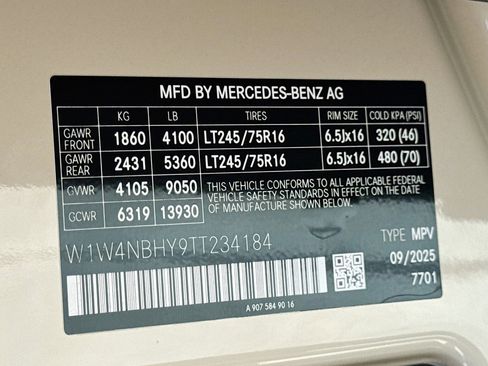 MFD BY MERCEDES-BENZ AG
KG LB TIRES RIM SIZE COLD KPA (PSI)
GAWR FRONT 1860 4100 LT245/75R16 6.5Jx16 320 (46)
GAWR REAR 2431 5360 LT245/75R16 6.5Jx16 480 (70)
GVWR 4105 9050 THIS VEHICLE CONFORMS TO ALL APPLICABLE FEDERAL
VEHICLE SAFETY STANDARDS IN EFFECT ON THE DATE
GCWR 6319 13930 OF MANUFACTURE SHOWN ABOVE.
W1W4NBHY9TT234184 TYPE MPV
09/2025
7701
A 907 584 90 16